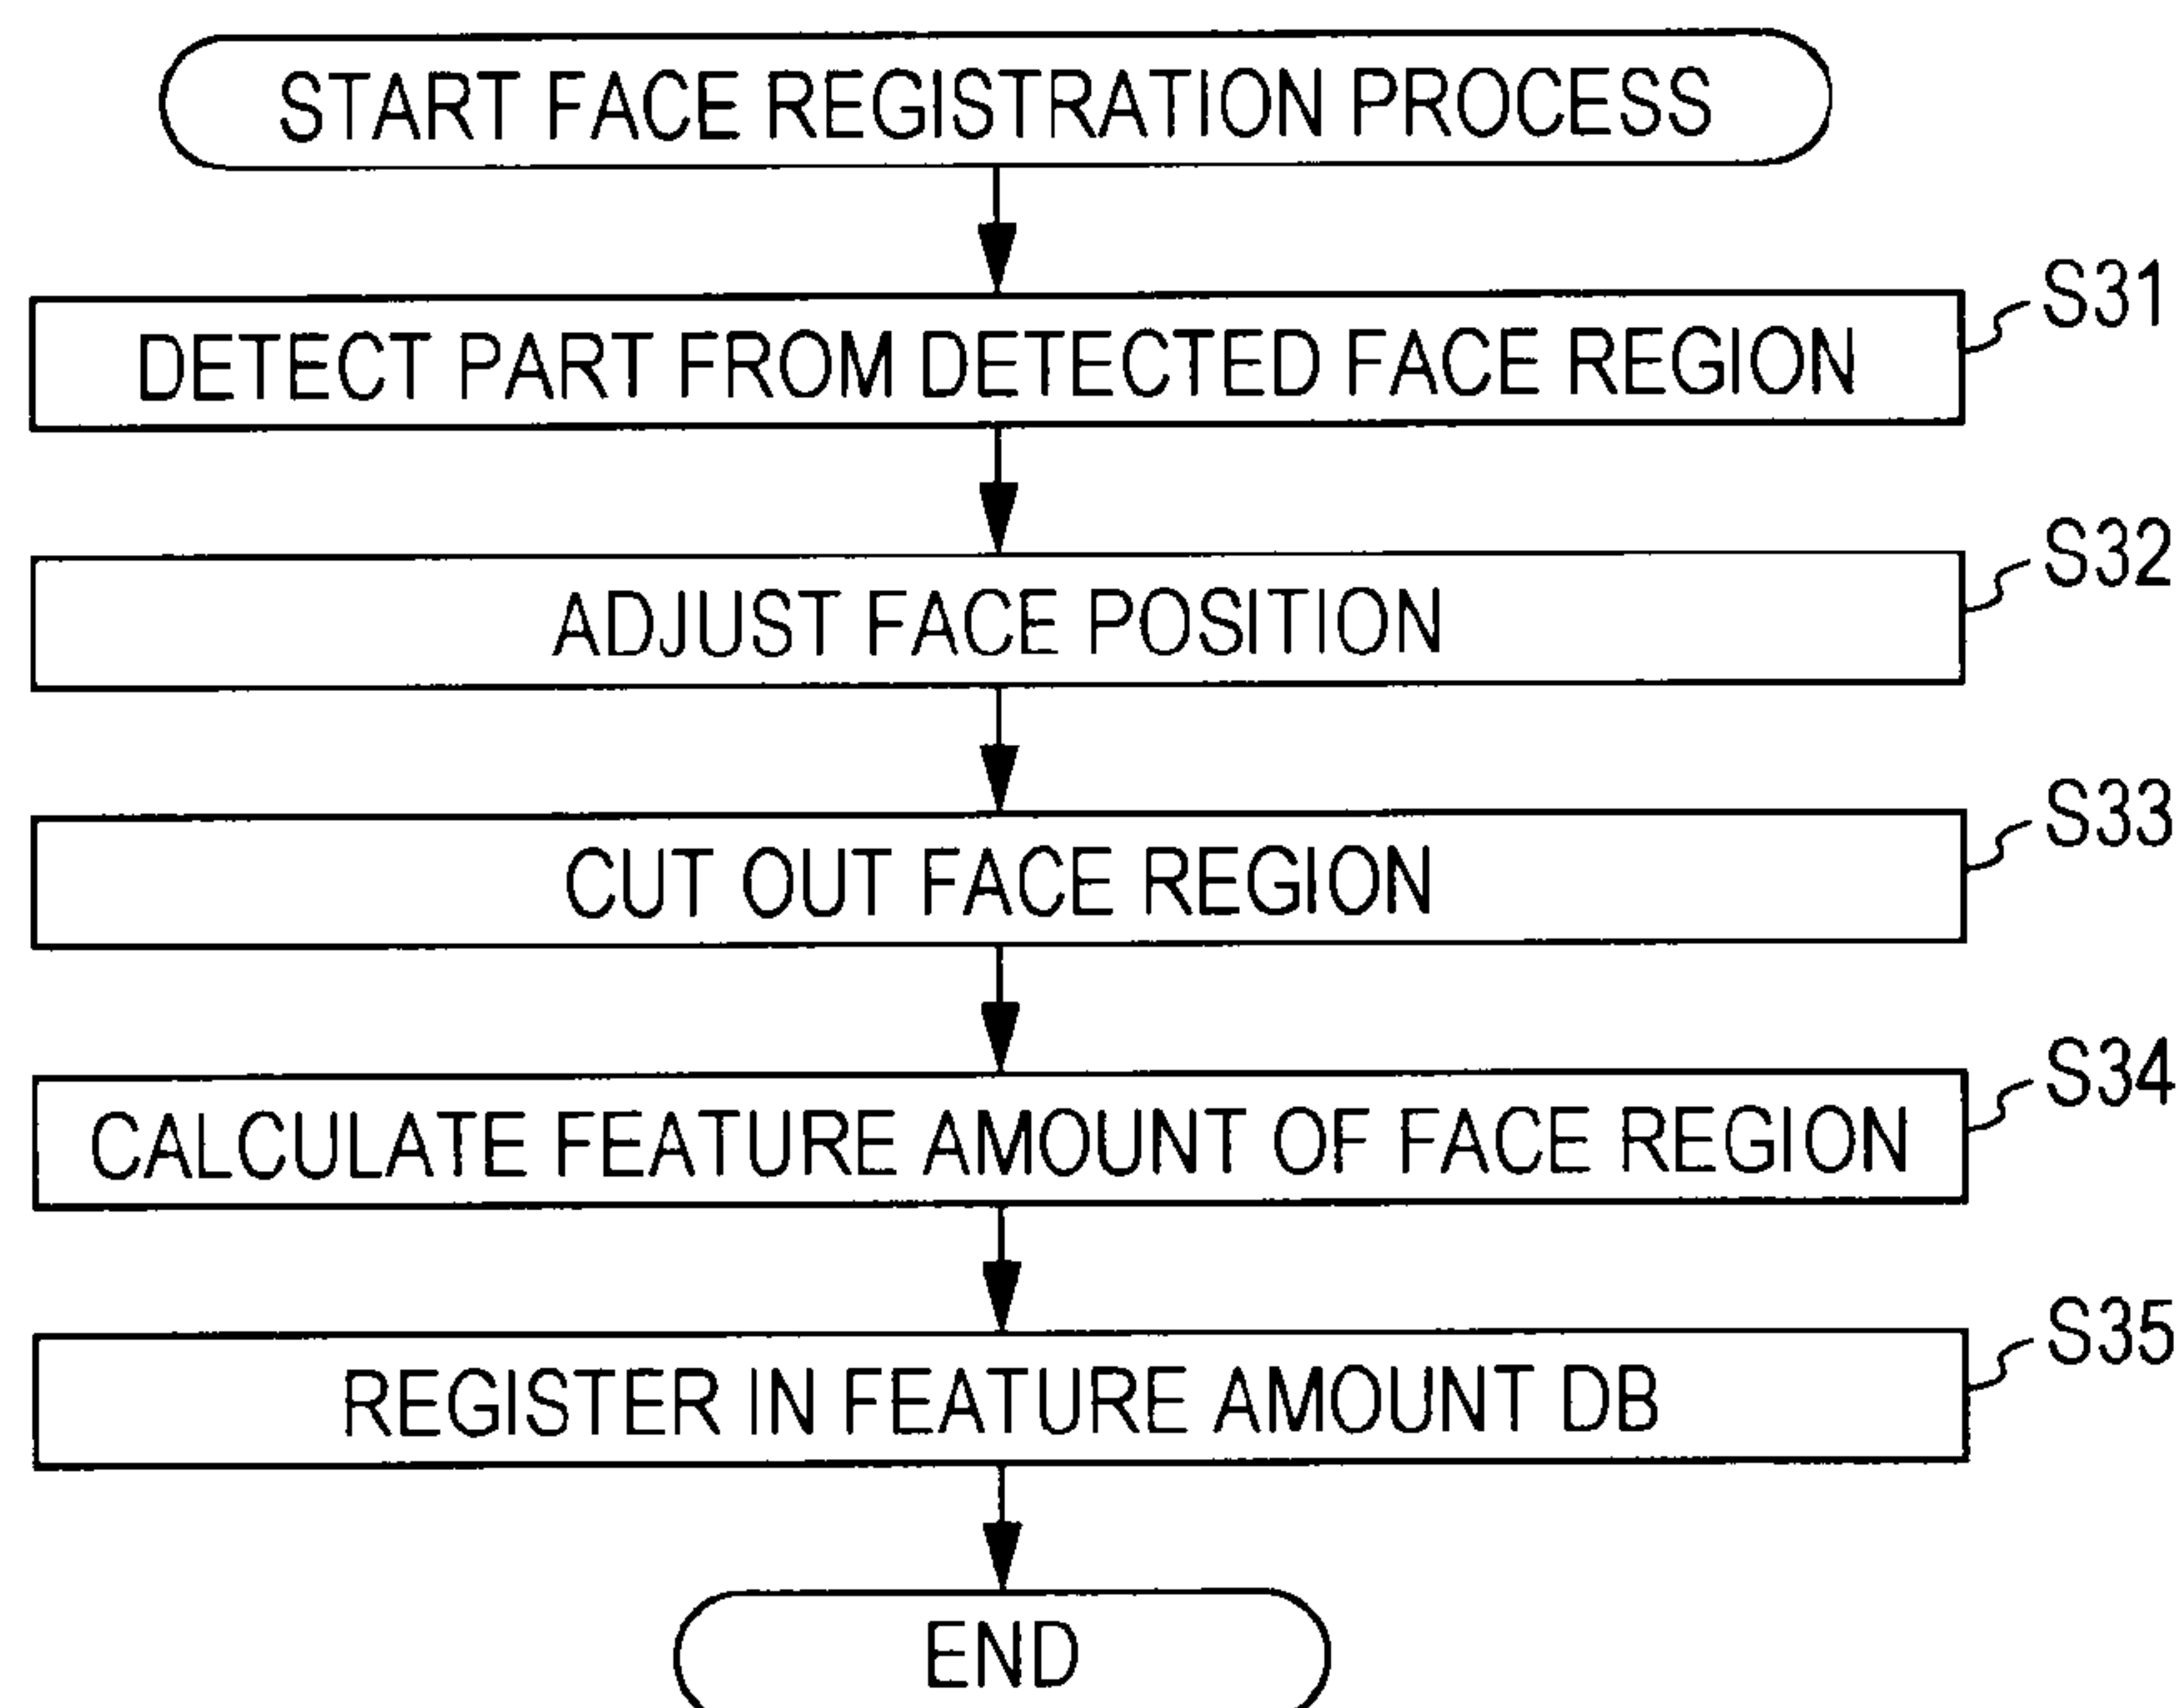 START FACE REGISTRATION PROCESS
S31
DETECT PART FROM DETECTED FACE REGION
S32
ADJUST FACE POSITION
S33
CUT OUT FACE REGION
S34
CALCULATE FEATURE AMOUNT OF FACE REGION
S35
REGISTER IN FEATURE AMOUNT DB
END